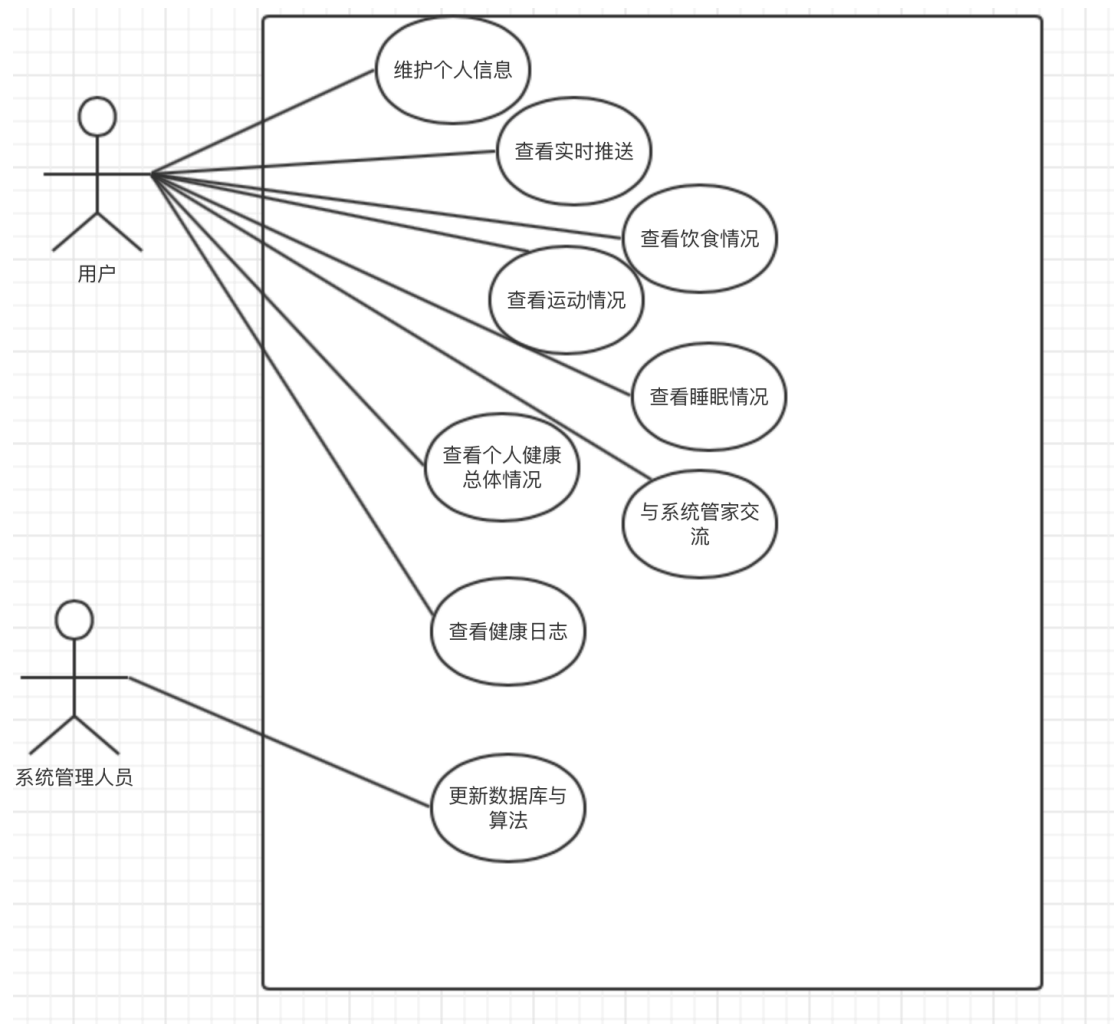 维护个人信息
查看实时推送
查看饮食情况
用户
查看运动情况
查看睡眠情况
查看个人健康
总体情况
与系统管家交
流
查看健康日志
系统管理人员
更新数据库与
算法